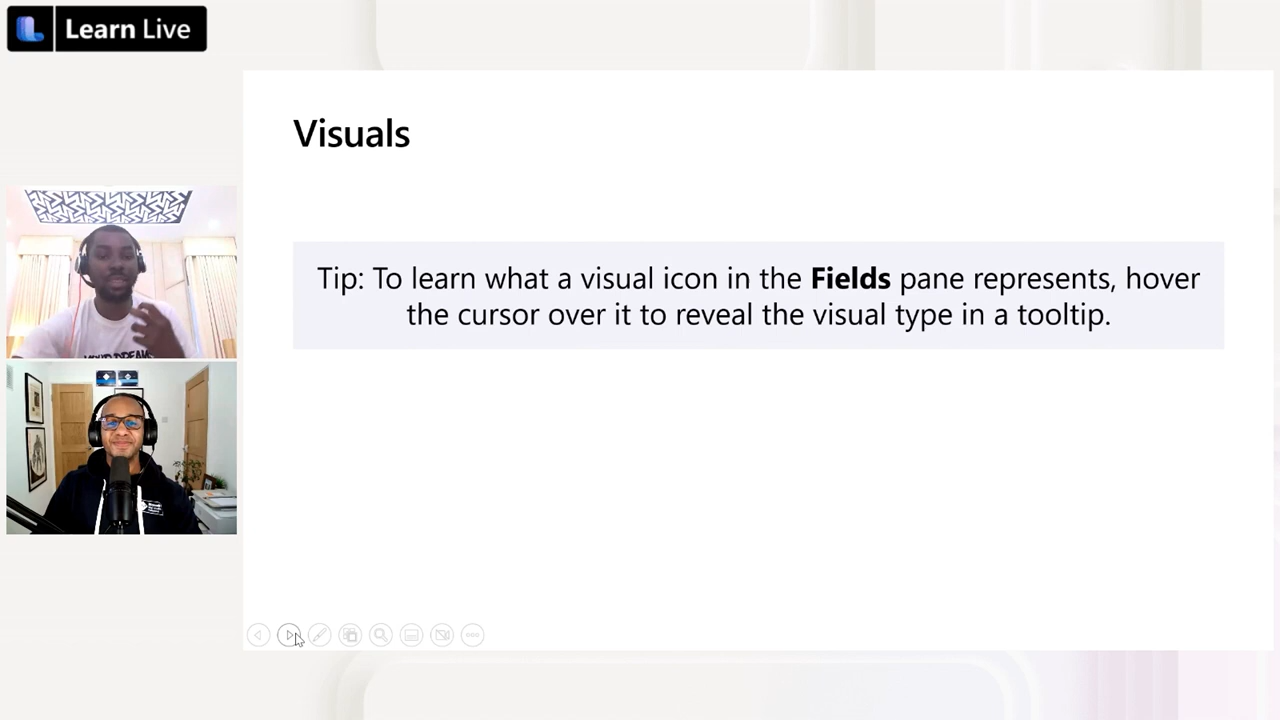 Learn Live
Visuals
Tip: To learn what a visual icon in the Fields pane represents, hover
the cursor over it to reveal the visual type in a tooltip.